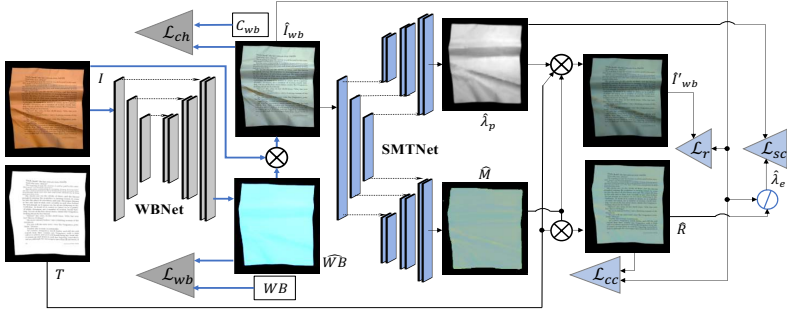 𝓛_ch
C_wb
Î_wb
I
λ̂_p
Î'_wb
SMTNet
𝓛_r
𝓛_sc
λ̂_e
WBNet
M̂
R̂
T
𝓛_wb
ŴB
WB
𝓛_cc